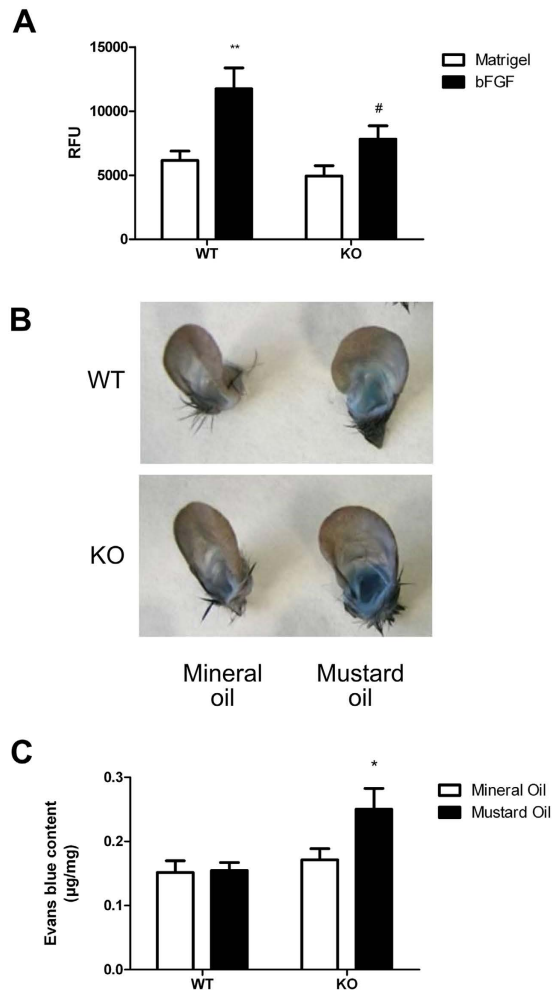 A
15000
**
Matrigel
bFGF
10000
#
RFU
5000
0
WT
KO
B
WT
KO
Mineral
oil
Mustard
oil
C
0.3
*
Mineral Oil
Mustard Oil
0.2
Evans blue content
(µg/mg)
0.1
0.0
WT
KO